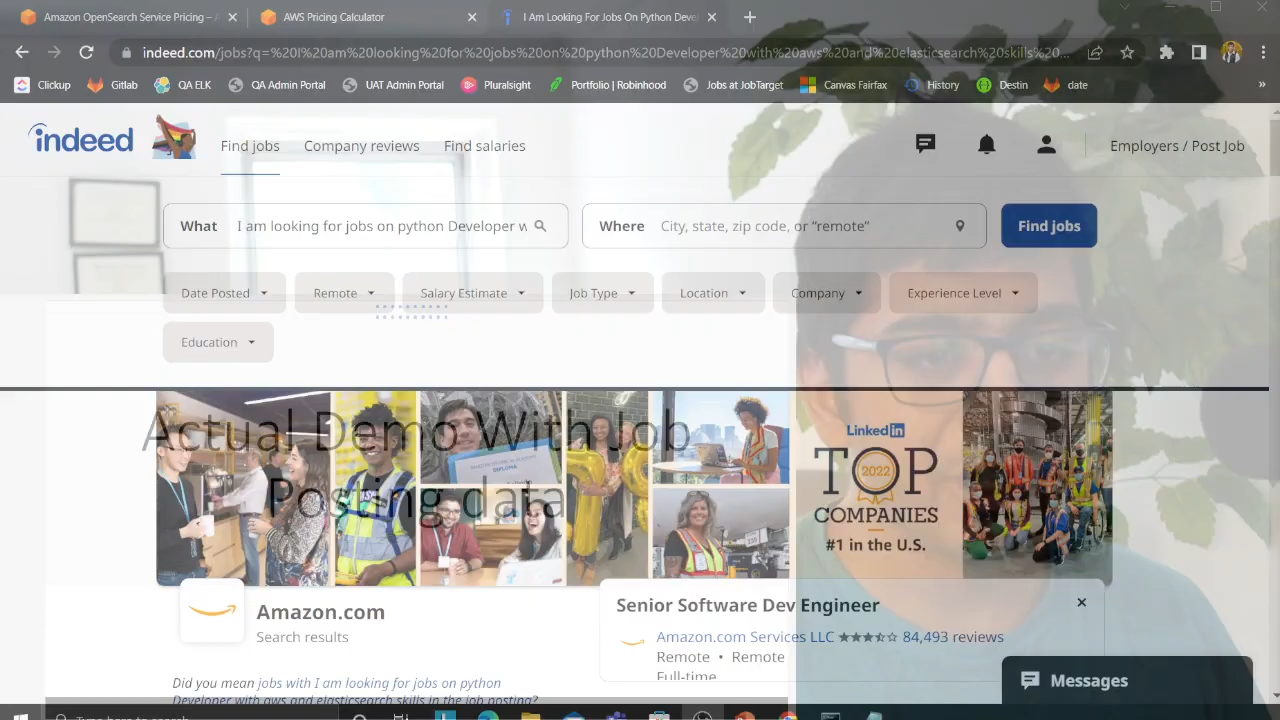 Amazon OpenSearch Service Pricing – A
AWS Pricing Calculator
I Am Looking For Jobs On Python Deve
indeed.com/jobs?q=%20I%20am%20looking%20for%20jobs%20on%20python%20Developer%20with%20aws%20and%20elasticsearch%20skills%20...
Clickup Gitlab QA ELK QA Admin Portal UAT Admin Portal Pluralsight Portfolio | Robinhood Jobs at JobTarget Canvas Fairfax History Destin date »
indeed Find jobs Company reviews Find salaries Employers / Post Job
What I am looking for jobs on python Developer w Where City, state, zip code, or “remote” Find jobs
Date Posted Remote Salary Estimate Job Type Location Company Experience Level
Education
Actual Demo With Job
Posting data
LinkedIn
TOP
2022
COMPANIES
#1 in the U.S.
Amazon.com
Search results
Senior Software Dev Engineer
Amazon.com Services LLC 84,493 reviews
Remote • Remote
Full-time
Did you mean jobs with I am looking for jobs on python
Developer with aws and elasticsearch skills in the job posting?
Messages
Type here to search